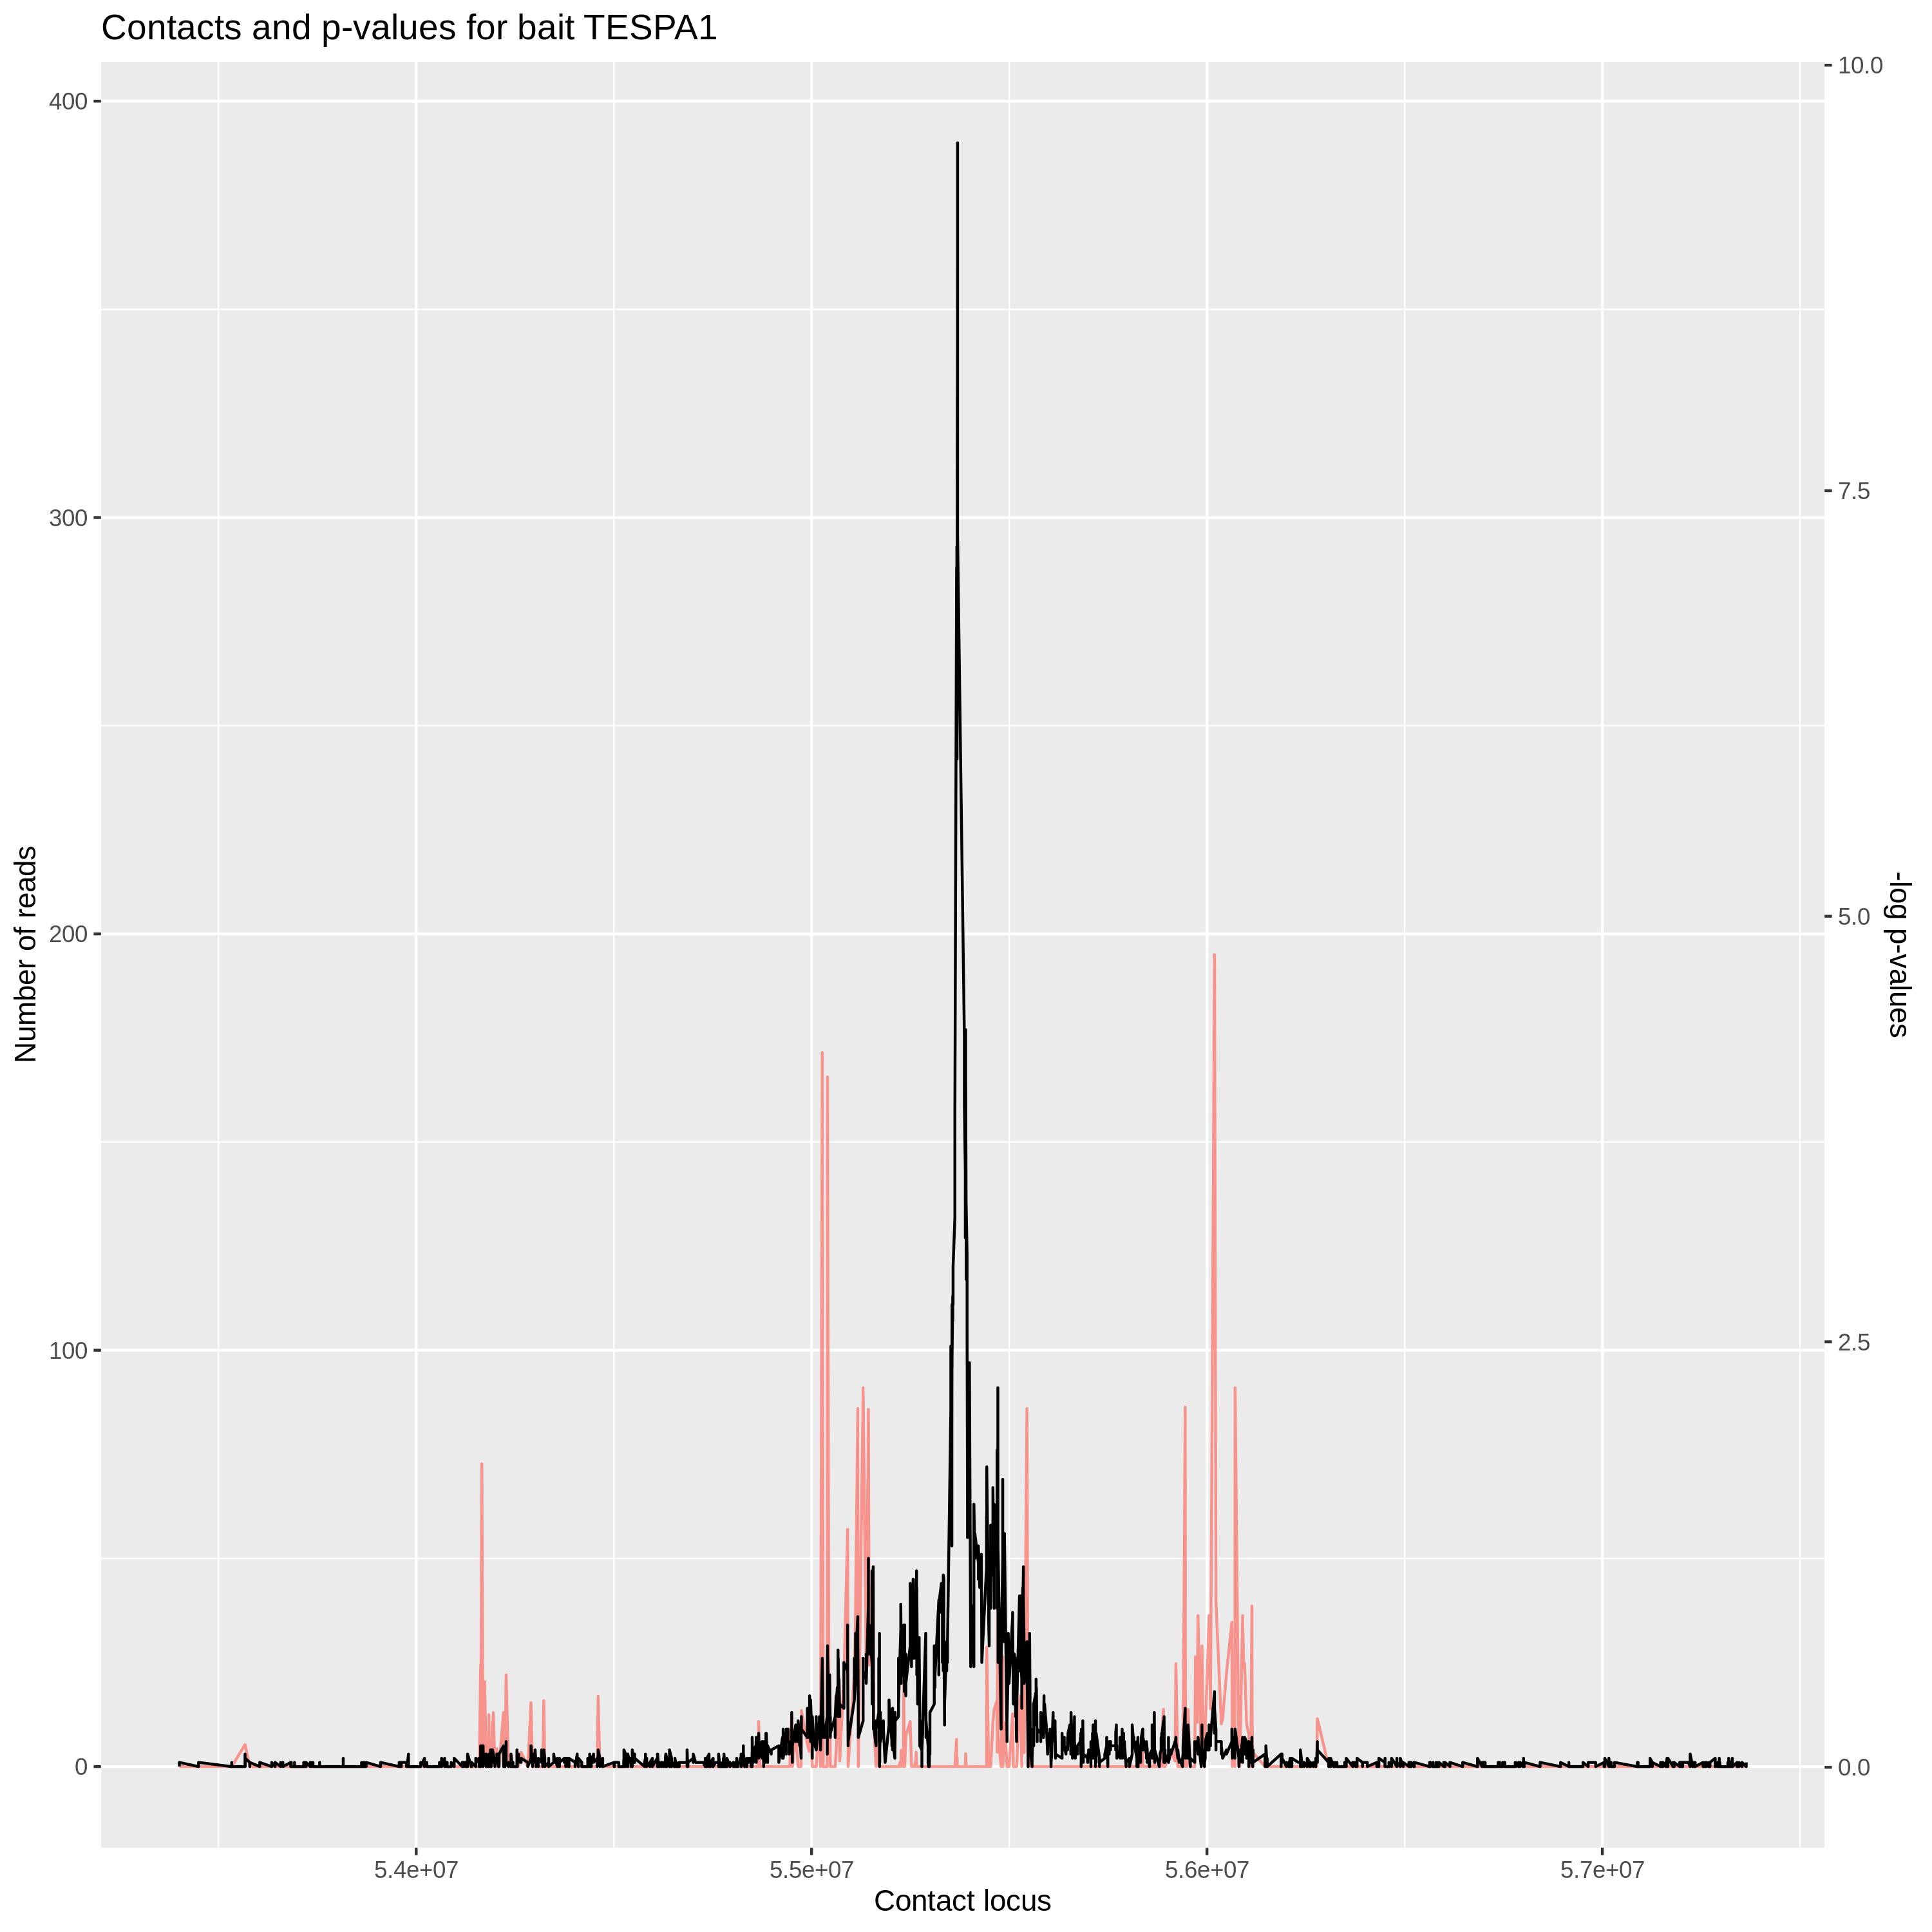 Contacts and p-values for bait TESPA1
400
300
200
100
0
Number of reads
10.0
7.5
5.0
2.5
0.0
-log p-values
5.4e+07
5.5e+07
5.6e+07
5.7e+07
Contact locus